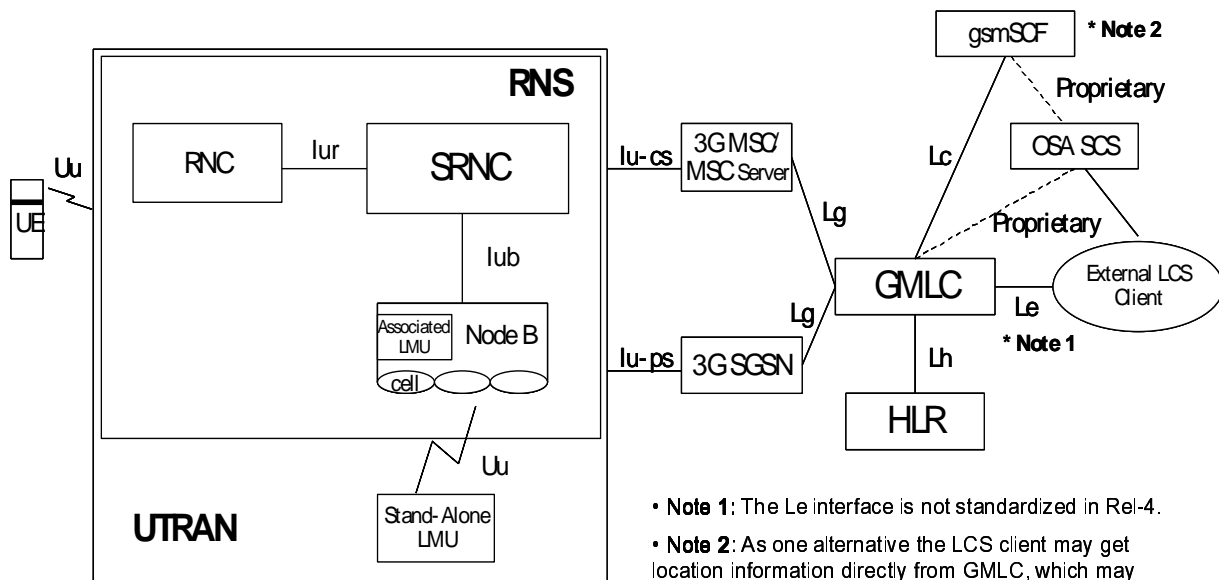 gsmSCF
* Note 2
RNS
Proprietary
RNC
Iur
SRNC
Iu-cs
3G MSC/
MSC Server
Lc
OSA SCS
Uu
UE
Lg
Proprietary
Iub
GMLC
External LCS
Client
Le
Associated
LMU
Node B
Lg
* Note 1
cell
Iu-ps
3G SGSN
Lh
HLR
Uu
UTRAN
Stand-Alone
LMU
• Note 1: The Le interface is not standardized in Rel-4.
• Note 2: As one alternative the LCS client may get
location information directly from GMLC, which may